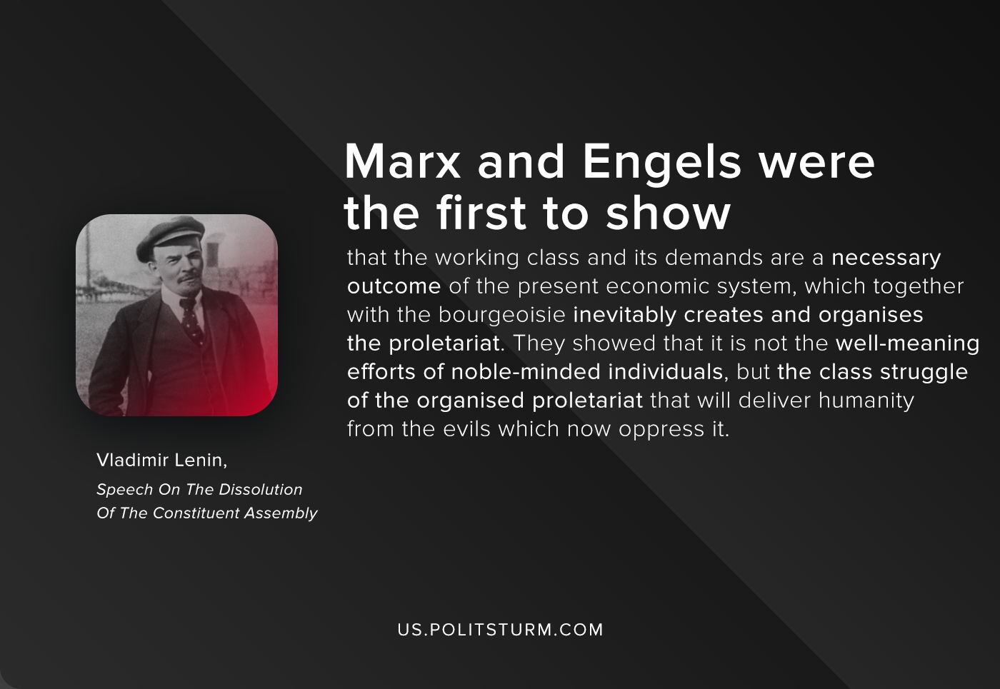 Marx and Engels were
the first to show
that the working class and its demands are a necessary
outcome of the present economic system, which together
with the bourgeoisie inevitably creates and organises
the proletariat. They showed that it is not the well-meaning
efforts of noble-minded individuals, but the class struggle
of the organised proletariat that will deliver humanity
from the evils which now oppress it.
Vladimir Lenin,
Speech On The Dissolution
Of The Constituent Assembly
US.POLITSTURM.COM